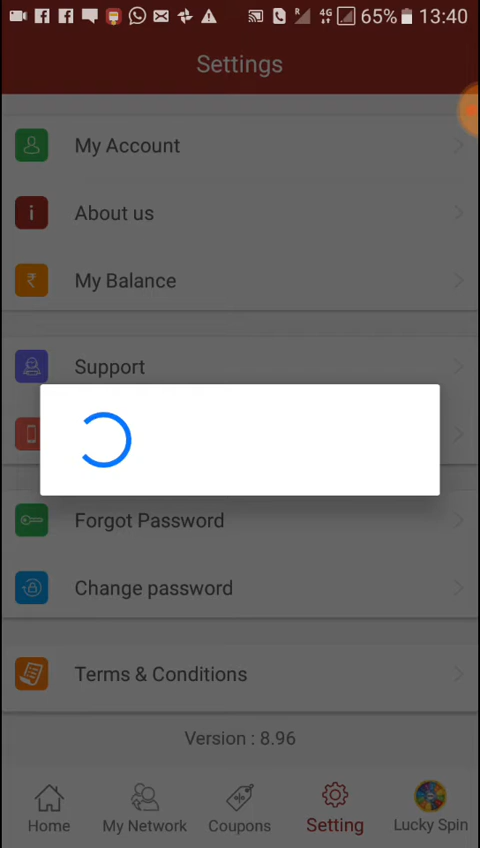 R 4G 65% 13:40
Settings
My Account
i About us
₹ My Balance
Support
Forgot Password
Change password
Terms & Conditions
Version : 8.96
Home My Network Coupons Setting Lucky Spin